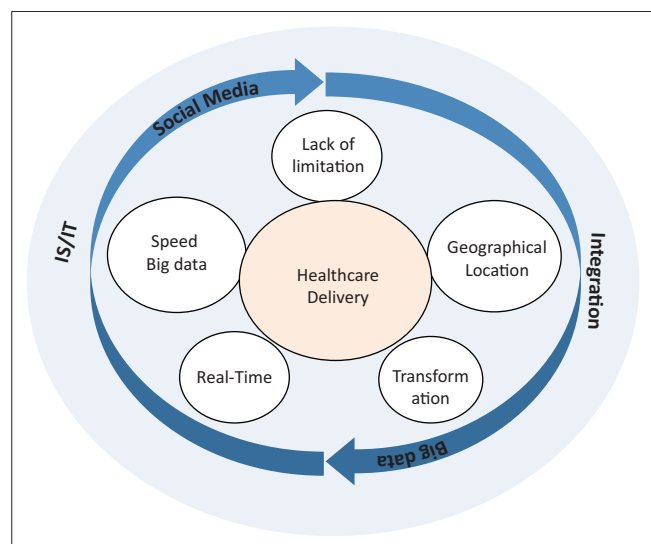 Social Media
Lack of
limitation
IS/IT
Speed
Big data
Geographical
Location
Integration
Healthcare
Delivery
Real-Time
Transform
ation
Big data